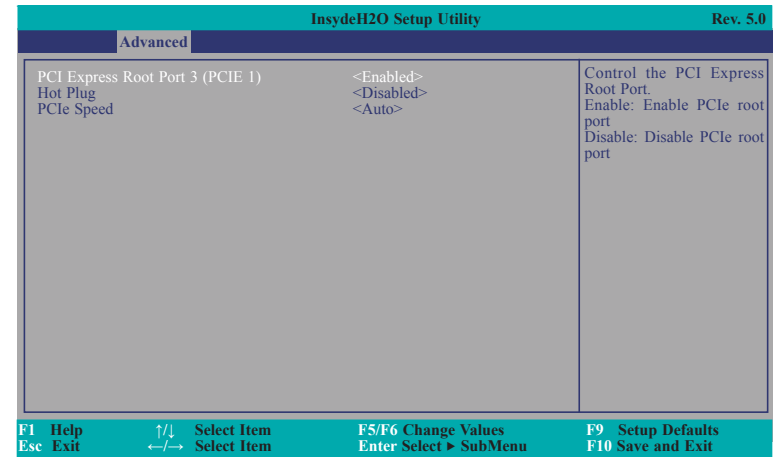 InsydeH2O Setup Utility Rev. 5.0
Advanced
PCI Express Root Port 3 (PCIE 1) <Enabled>
Hot Plug <Disabled>
PCIe Speed <Auto>
Control the PCI Express
Root Port.
Enable: Enable PCIe root
port
Disable: Disable PCIe root
port
F1 Help ↑/↓ Select Item F5/F6 Change Values F9 Setup Defaults
Esc Exit ←/→ Select Item Enter Select ► SubMenu F10 Save and Exit